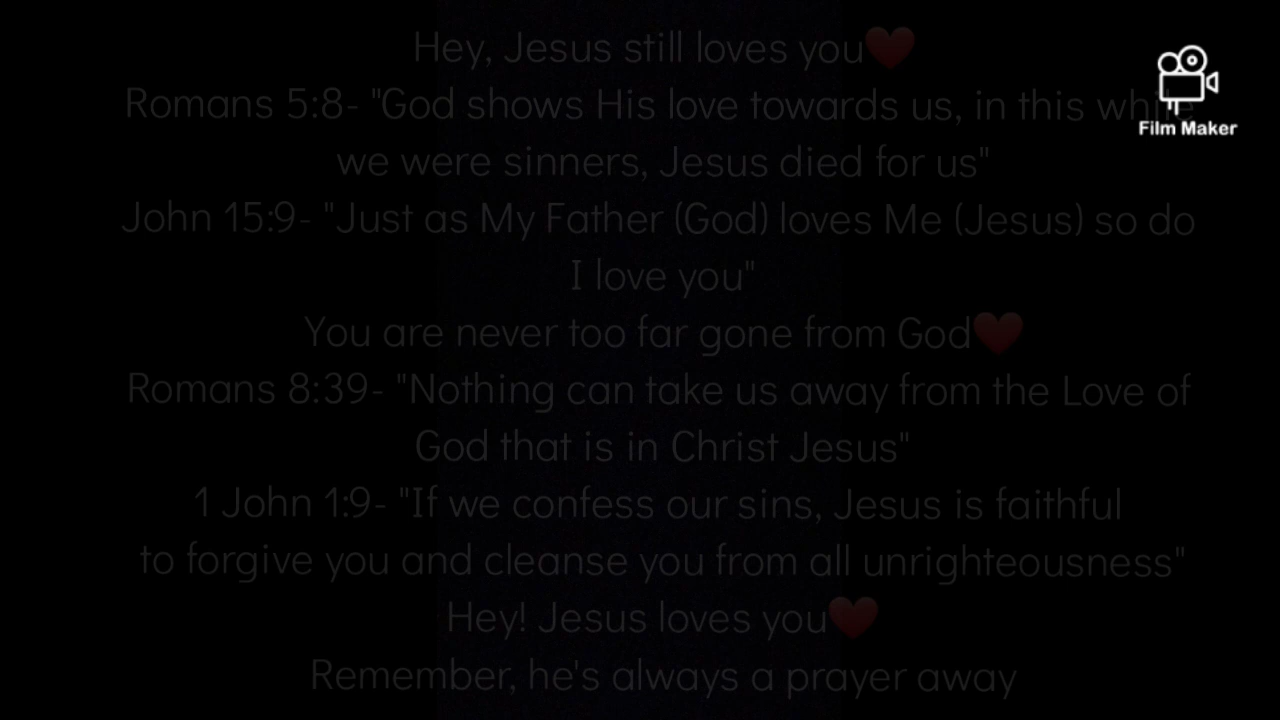 Hey, Jesus still loves you❤️
Romans 5:8- "God shows His love towards us, in this while
we were sinners, Jesus died for us"
John 15:9- "Just as My Father (God) loves Me (Jesus) so do
I love you"
You are never too far gone from God❤️
Romans 8:39- "Nothing can take us away from the Love of
God that is in Christ Jesus"
1 John 1:9- "If we confess our sins, Jesus is faithful
to forgive you and cleanse you from all unrighteousness"
Hey! Jesus loves you❤️
Remember, he's always a prayer away
Film Maker